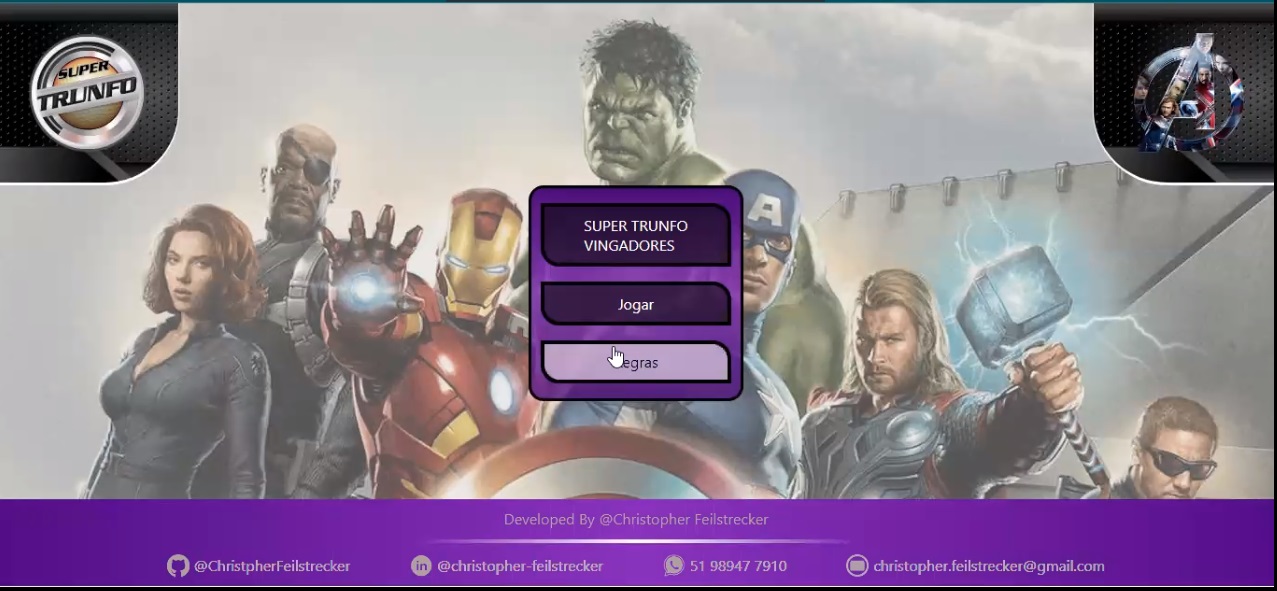 SUPER
TRUNFO
SUPER TRUNFO
VINGADORES
Jogar
egras
Developed By @Christopher Feilstrecker
@ChristpherFeilstrecker
in @christopher-feilstrecker
51 98947 7910
christopher.feilstrecker@gmail.com